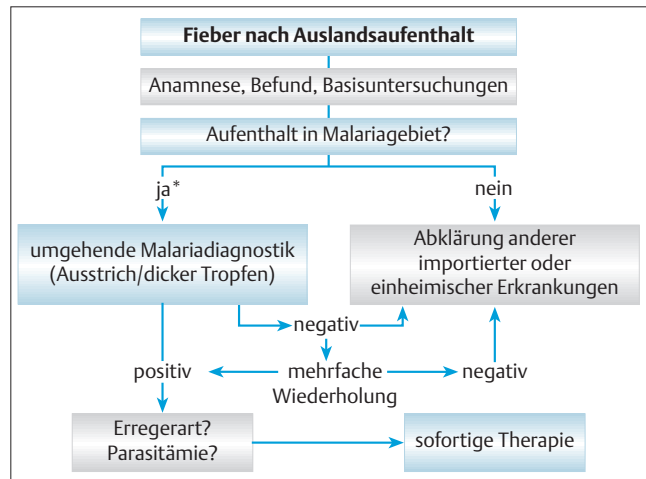 Fieber nach Auslandsaufenthalt
Anamnese, Befund, Basisuntersuchungen
Aufenthalt in Malariagebiet?
ja*
nein
umgehende Malariadiagnostik
(Ausstrich/dicker Tropfen)
Abklärung anderer
importierter oder
einheimischer Erkrankungen
negativ
positiv
mehrfache
Wiederholung
negativ
Erregerart?
Parasitämie?
sofortige Therapie